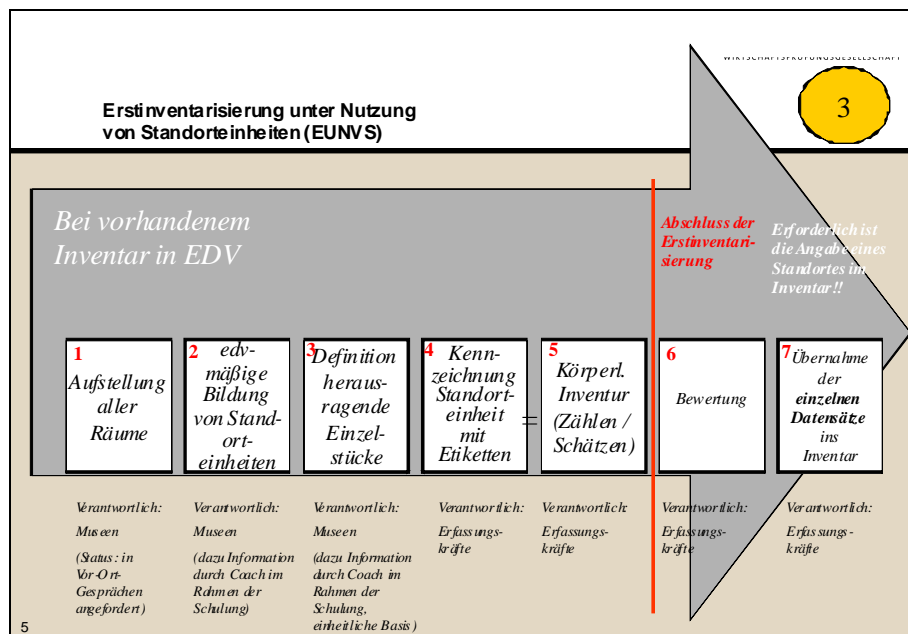 WIRTSCHAFTSPRÜFUNGSGESELLSCHAFT
3
Erstinventarisierung unter Nutzung
von Standorteinheiten (EUNVS)
Bei vorhandenem
Inventar in EDV
Abschluss der
Erstinventari-
sierung
Erforderlich ist
die Angabe eines
Standortes im
Inventar!!
1
Aufstellung
aller
Räume
2
edv-
mäßige
Bildung
von Stand-
ort-
einheiten
3
Definition
heraus-
ragende
Einzel-
stücke
4
Kenn-
zeichnung
Standort-
einheit
mit
Etiketten
=
5
Körperl.
Inventur
(Zählen /
Schätzen)
6
Bewertung
7
Übernahme
der
einzelnen
Datensätze
ins
Inventar
Verantwortlich:
Museen
(Status: in
Vor-Ort-
Gesprächen
angefordert)
Verantwortlich:
Museen
(dazu Information
durch Coach im
Rahmen der
Schulung)
Verantwortlich:
Museen
(dazu Information
durch Coach im
Rahmen der
Schulung,
einheitliche Basis)
Verantwortlich:
Erfassungs-
kräfte
Verantwortlich:
Erfassungs-
kräfte
Verantwortlich:
Erfassungs-
kräfte
Verantwortlich:
Erfassungs-
kräfte
5